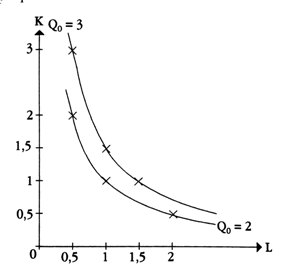 K Q₀ = 3
3
2
1,5
1
0,5
Q₀ = 2
L
0 0,5 1 1,5 2